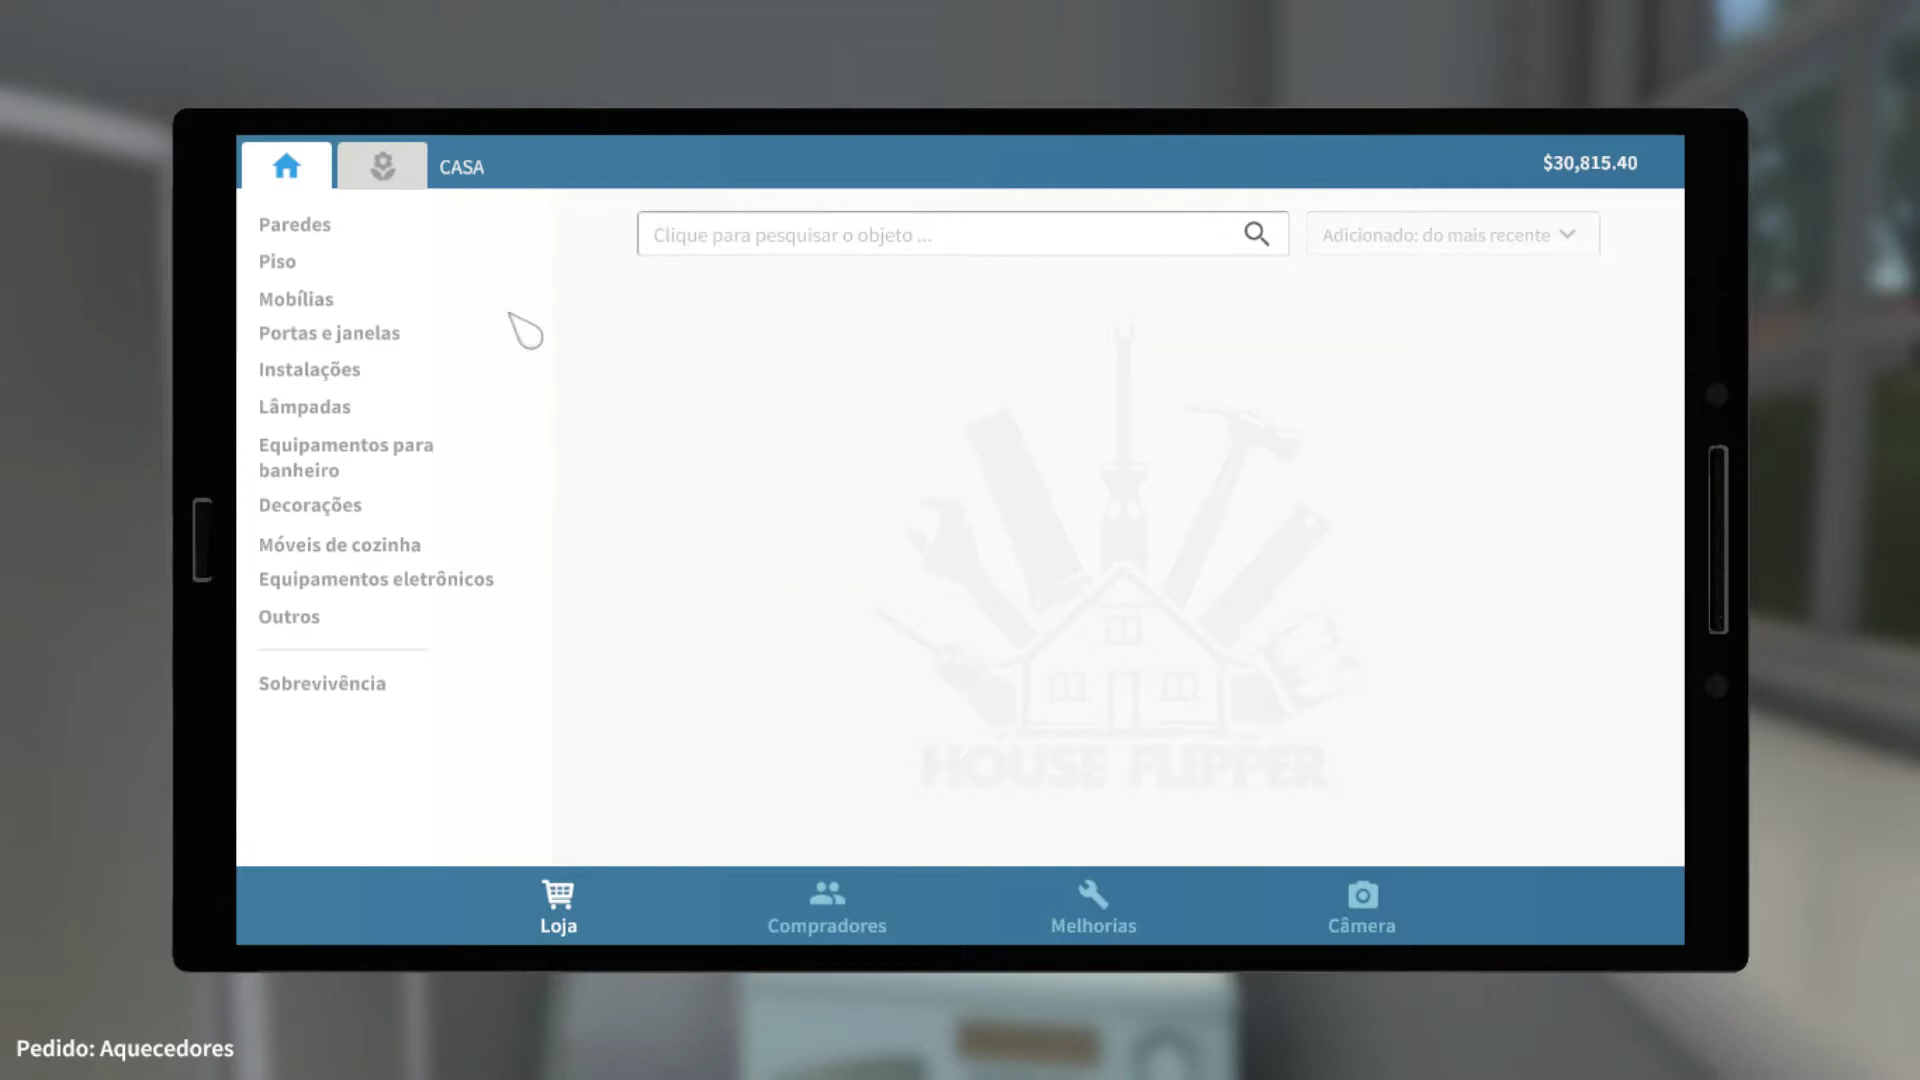 CASA
$30,815.40
Clique para pesquisar o objeto ...
Adicionado: do mais recente
Paredes
Piso
Mobílias
Portas e janelas
Instalações
Lâmpadas
Equipamentos para
banheiro
Decorações
Móveis de cozinha
Equipamentos eletrônicos
Outros
Sobrevivência
HOUSE FLIPPER
Loja
Compradores
Melhorias
Câmera
Pedido: Aquecedores